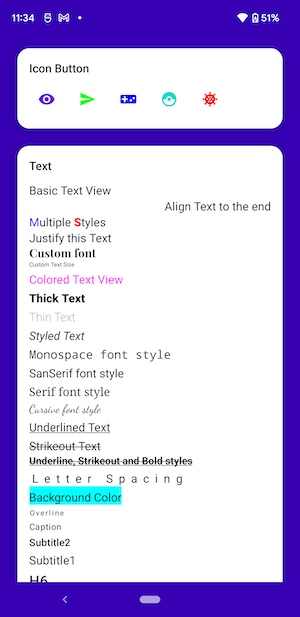 11:34
51%
Icon Button
Text
Basic Text View
Align Text to the end
Multiple Styles
Justify this Text
Custom font
Custom Text Size
Colored Text View
Thick Text
Thin Text
Styled Text
Monospace font style
SanSerif font style
Serif font style
Cursive font style
Underlined Text
Strikeout Text
Underline, Strikeout and Bold styles
Letter Spacing
Background Color
Overline
Caption
Subtitle2
Subtitle1
H6